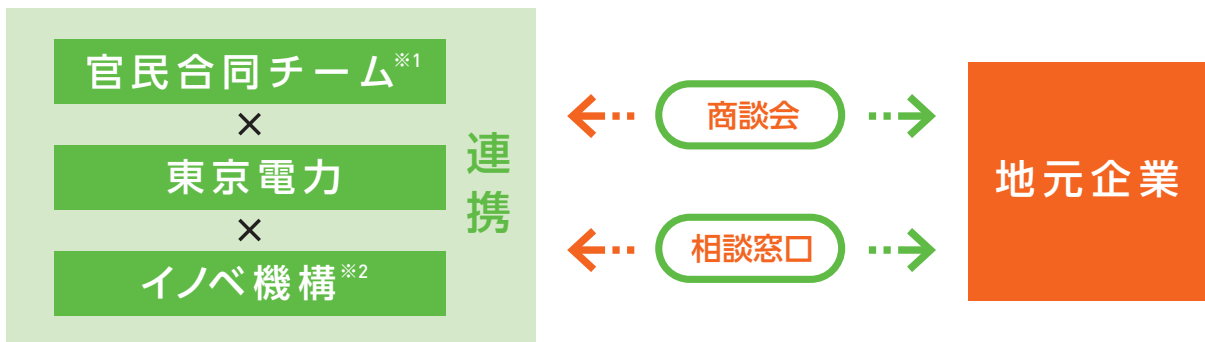 官民合同チーム※1
×
東京電力
×
イノベ機構※2
連携
商談会
相談窓口
地元企業